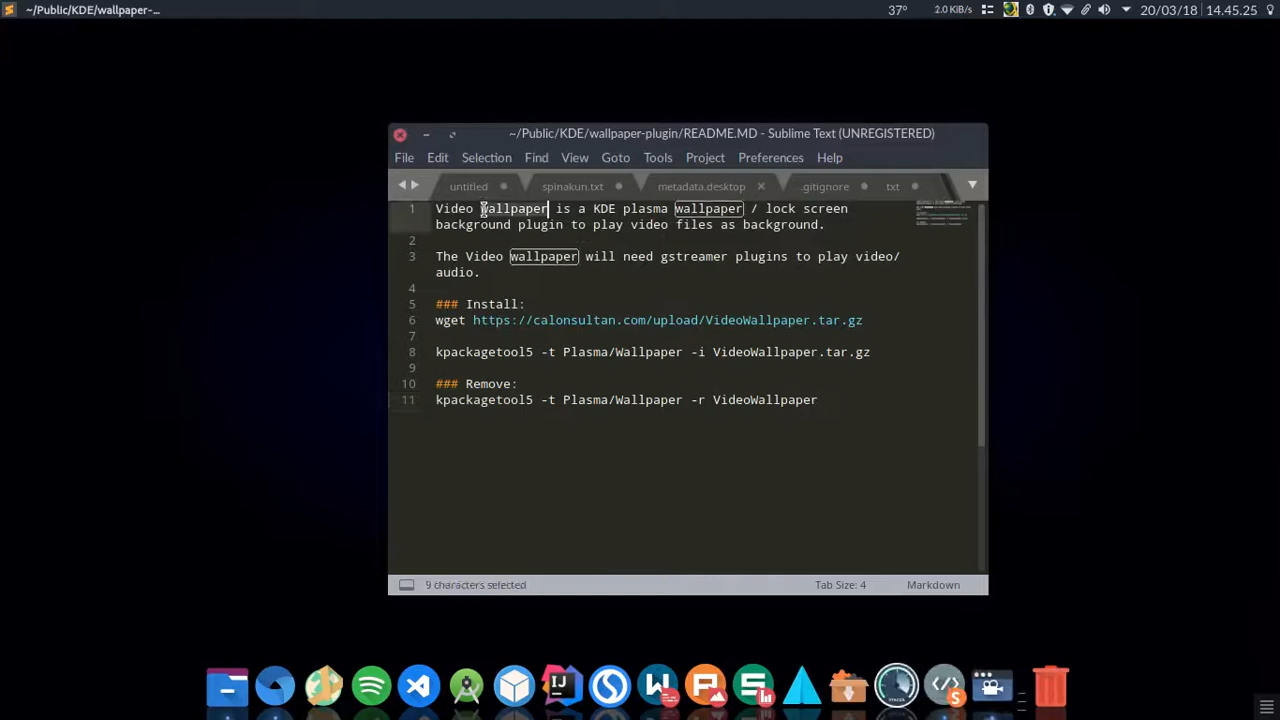 ~/Public/KDE/wallpaper-...
37°
2.0 KiB/s
20/03/18
14.45.25
~/Public/KDE/wallpaper-plugin/README.MD - Sublime Text (UNREGISTERED)
File Edit Selection Find View Goto Tools Project Preferences Help
untitled spinakun.txt metadata.desktop .gitignore txt
1 Video wallpaper is a KDE plasma wallpaper / lock screen
background plugin to play video files as background.
2
3 The Video wallpaper will need gstreamer plugins to play video/
audio.
4
5 ### Install:
6 wget https://calonsultan.com/upload/VideoWallpaper.tar.gz
7
8 kpackagetool5 -t Plasma/Wallpaper -i VideoWallpaper.tar.gz
9
10 ### Remove:
11 kpackagetool5 -t Plasma/Wallpaper -r VideoWallpaper
9 characters selected
Tab Size: 4
Markdown